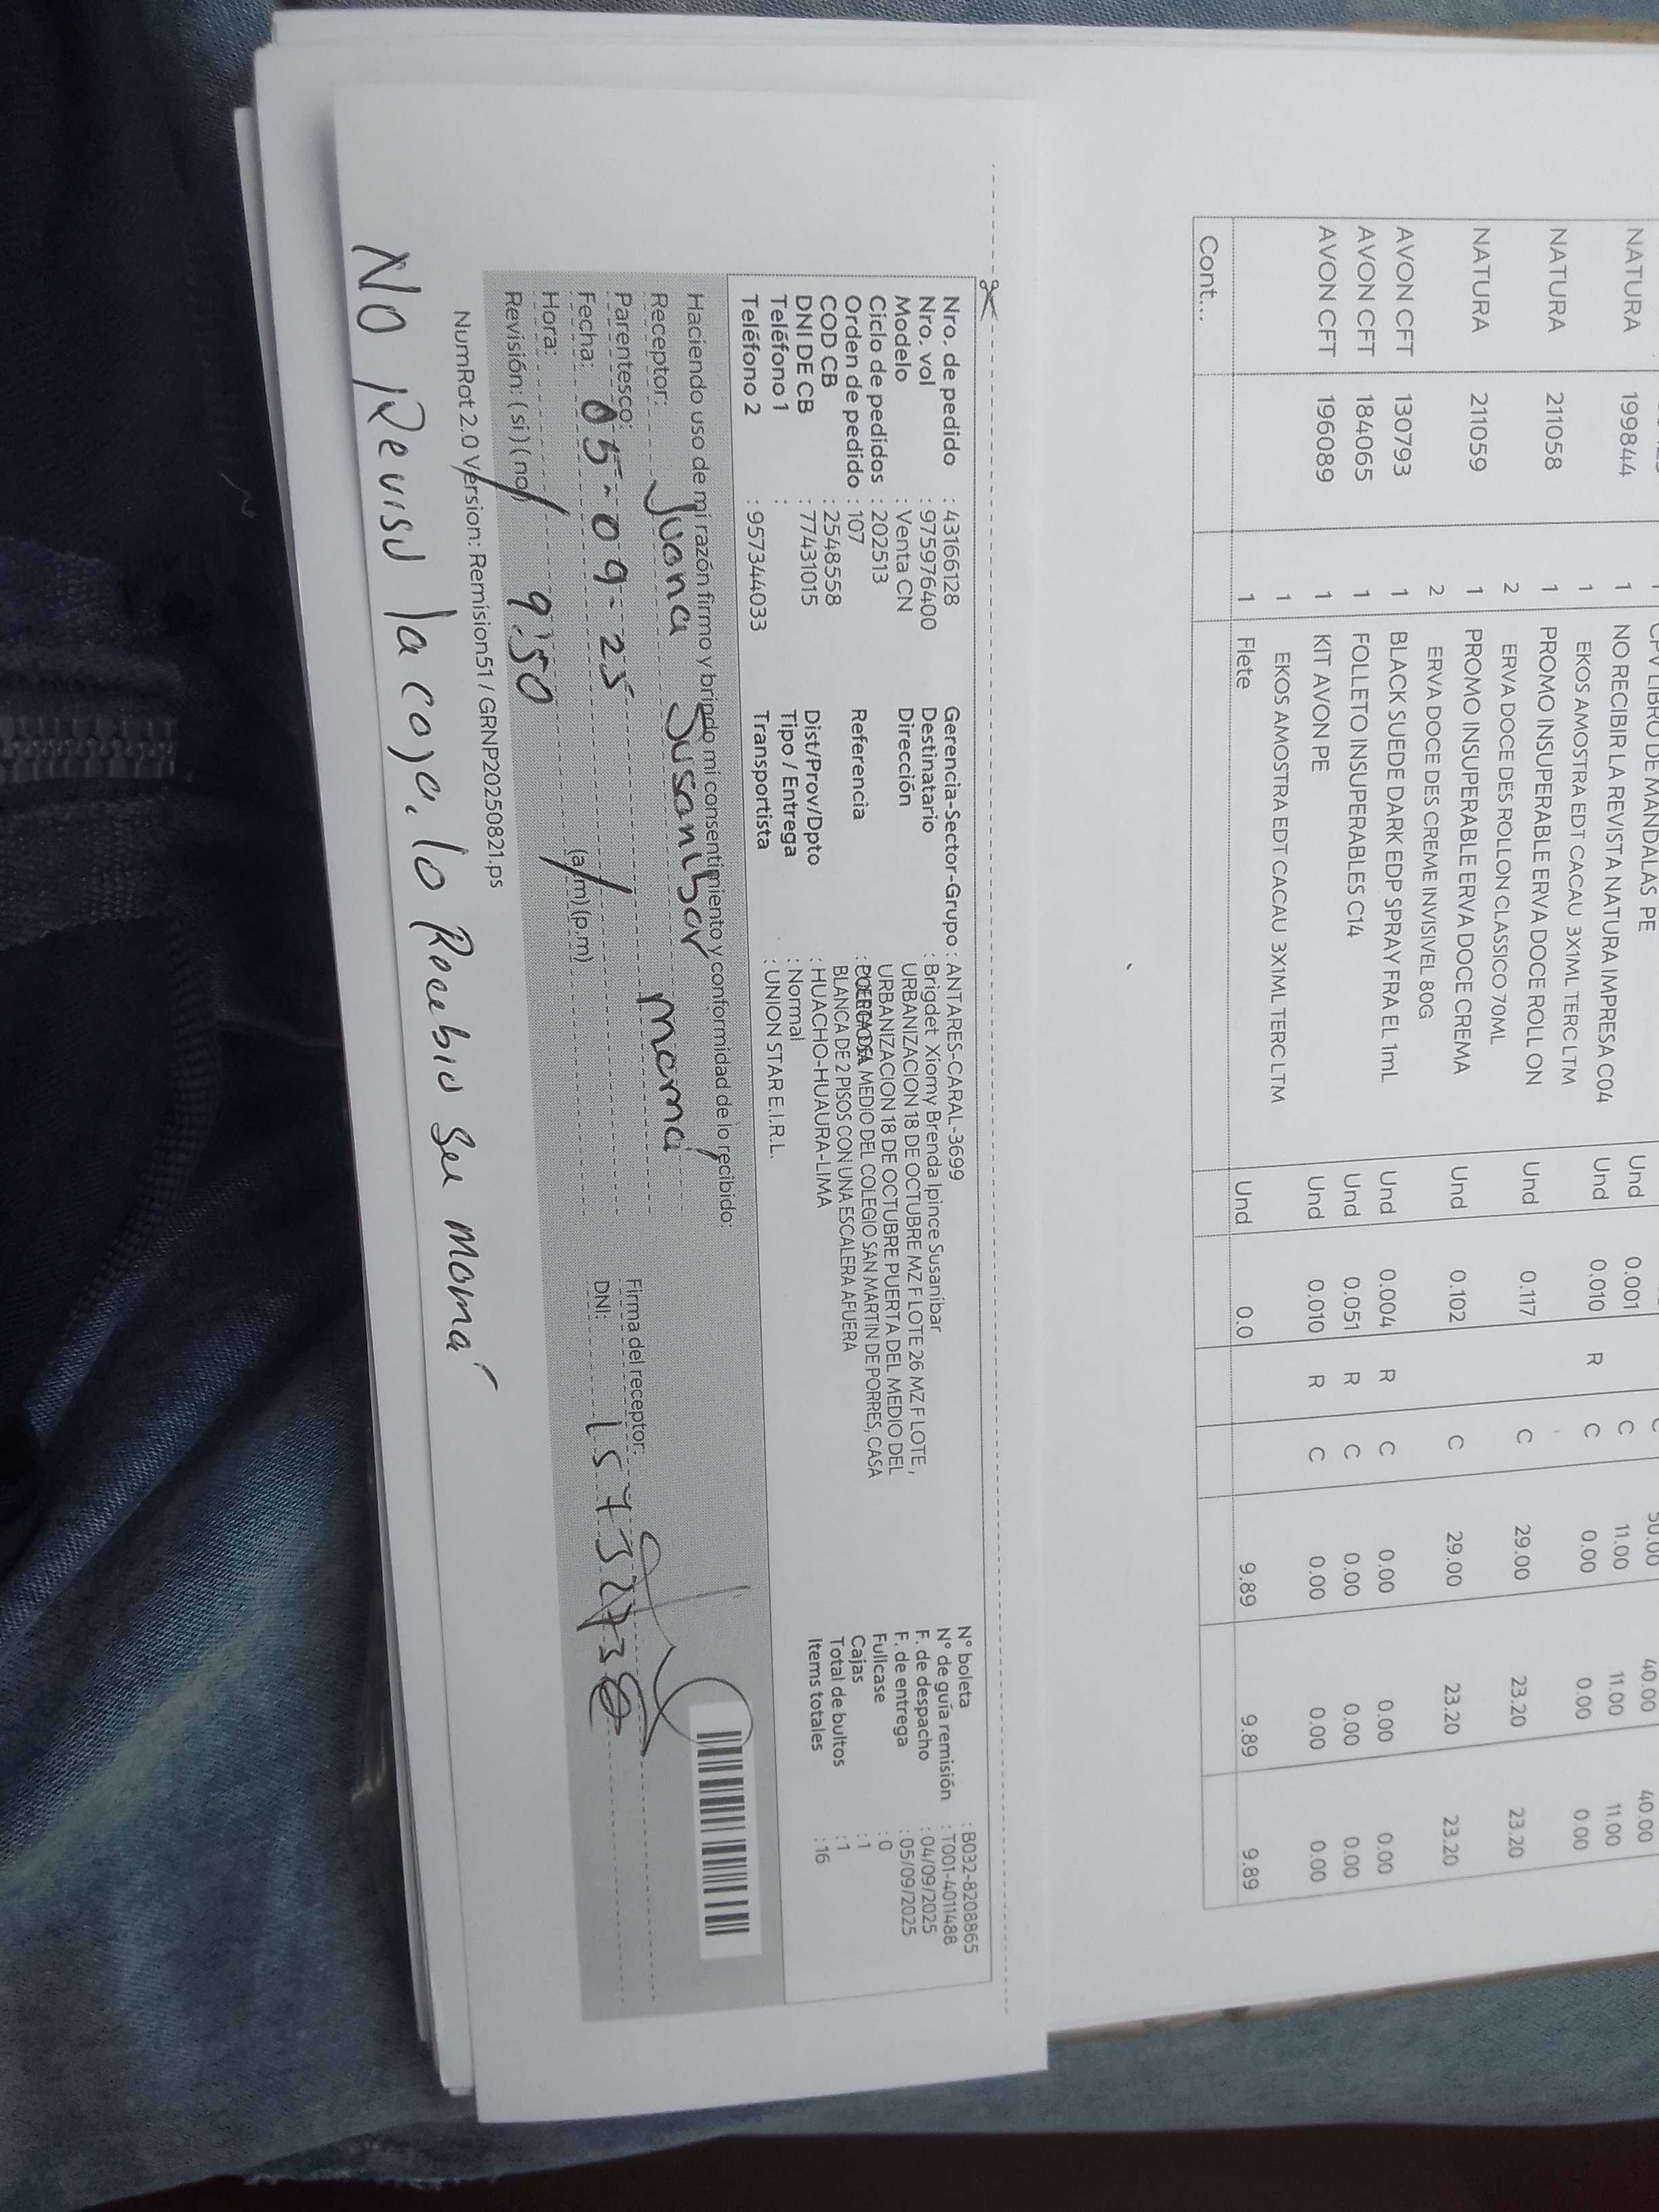 CPV LIBRO DE MANDALAS PE 50.00 40.00 40.00
NATURA 199844 1 NO RECIBIR LA REVISTA NATURA IMPRESA C04 Und 0.001 C 11.00 11.00 11.00
1 EKOS AMOSTRA EDT CACAU 3X1ML TERC LTM Und 0.010 R C 0.00 0.00 0.00
NATURA 211058 1 PROMO INSUPERABLE ERVA DOCE ROLL ON
2 ERVA DOCE DES ROLLON CLASSICO 70ML Und 0.117 C 29.00 23.20 23.20
NATURA 211059 1 PROMO INSUPERABLE ERVA DOCE CREMA
2 ERVA DOCE DES CREME INVISIVEL 80G Und 0.102 C 29.00 23.20 23.20
AVON CFT 130793 1 BLACK SUEDE DARK EDP SPRAY FRA EL 1mL Und 0.004 R C 0.00 0.00 0.00
AVON CFT 184065 1 FOLLETO INSUPERABLES C14 Und 0.051 R C 0.00 0.00 0.00
AVON CFT 196089 1 KIT AVON PE Und 0.010 R C 0.00 0.00 0.00
1 EKOS AMOSTRA EDT CACAU 3X1ML TERC LTM
1 Flete Und 0.0 9.89 9.89 9.89
Cont...
Nro. de pedido : 43166128 Gerencia-Sector-Grupo : ANTARES-CARAL-3699 N° boleta : B032-8208865
Nro. vol : 975976400 Destinatario : Brigdet Xiomy Brenda Ipince Susanibar N° de guía remisión : T001-4011488
Modelo : Venta CN Dirección URBANIZACION 18 DE OCTUBRE MZ F LOTE 26 MZ F LOTE , F. de despacho : 04/09/2025
Ciclo de pedidos : 202513 URBANIZACION 18 DE OCTUBRE PUERTA DEL MEDIO DEL F. de entrega : 05/09/2025
Orden de pedido : 107 Referencia : MEDIO DEL COLEGIO SAN MARTIN DE PORRES, CASA Fullcase : 0
COD CB : 2548558 BLANCA DE 2 PISOS CON UNA ESCALERA AFUERA Cajas : 1
DNI DE CB : 77431015 Dist/Prov/Dpto : HUACHO-HUAURA-LIMA Total de bultos : 1
Teléfono 1 : Tipo / Entrega : Normal Items totales : 16
Teléfono 2 : 957344033 Transportista : UNION STAR E.I.R.L.
Haciendo uso de mi razón firmo y brindo mi consentimiento y conformidad de lo recibido:
Receptor: Juana Susanibar mamá Firma del receptor:
Parentesco: DNI:
Fecha: 05-09-25
Hora: 9:50 (a.m) (p.m)
Revisión: ( si ) ( no )
NumRot 2.0 Version: Remision51 / GRNP20250821.ps
No Reviso la caja. lo Recebio su mamá